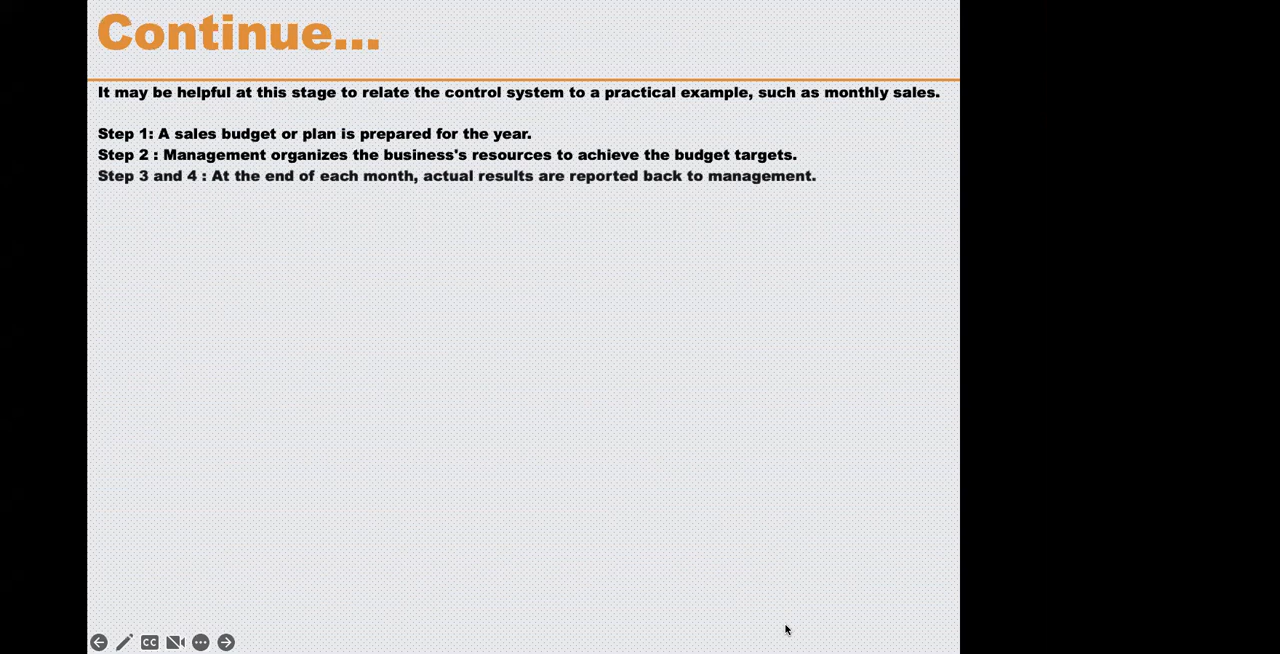 Continue...
It may be helpful at this stage to relate the control system to a practical example, such as monthly sales.
Step 1: A sales budget or plan is prepared for the year.
Step 2 : Management organizes the business's resources to achieve the budget targets.
Step 3 and 4 : At the end of each month, actual results are reported back to management.
CC